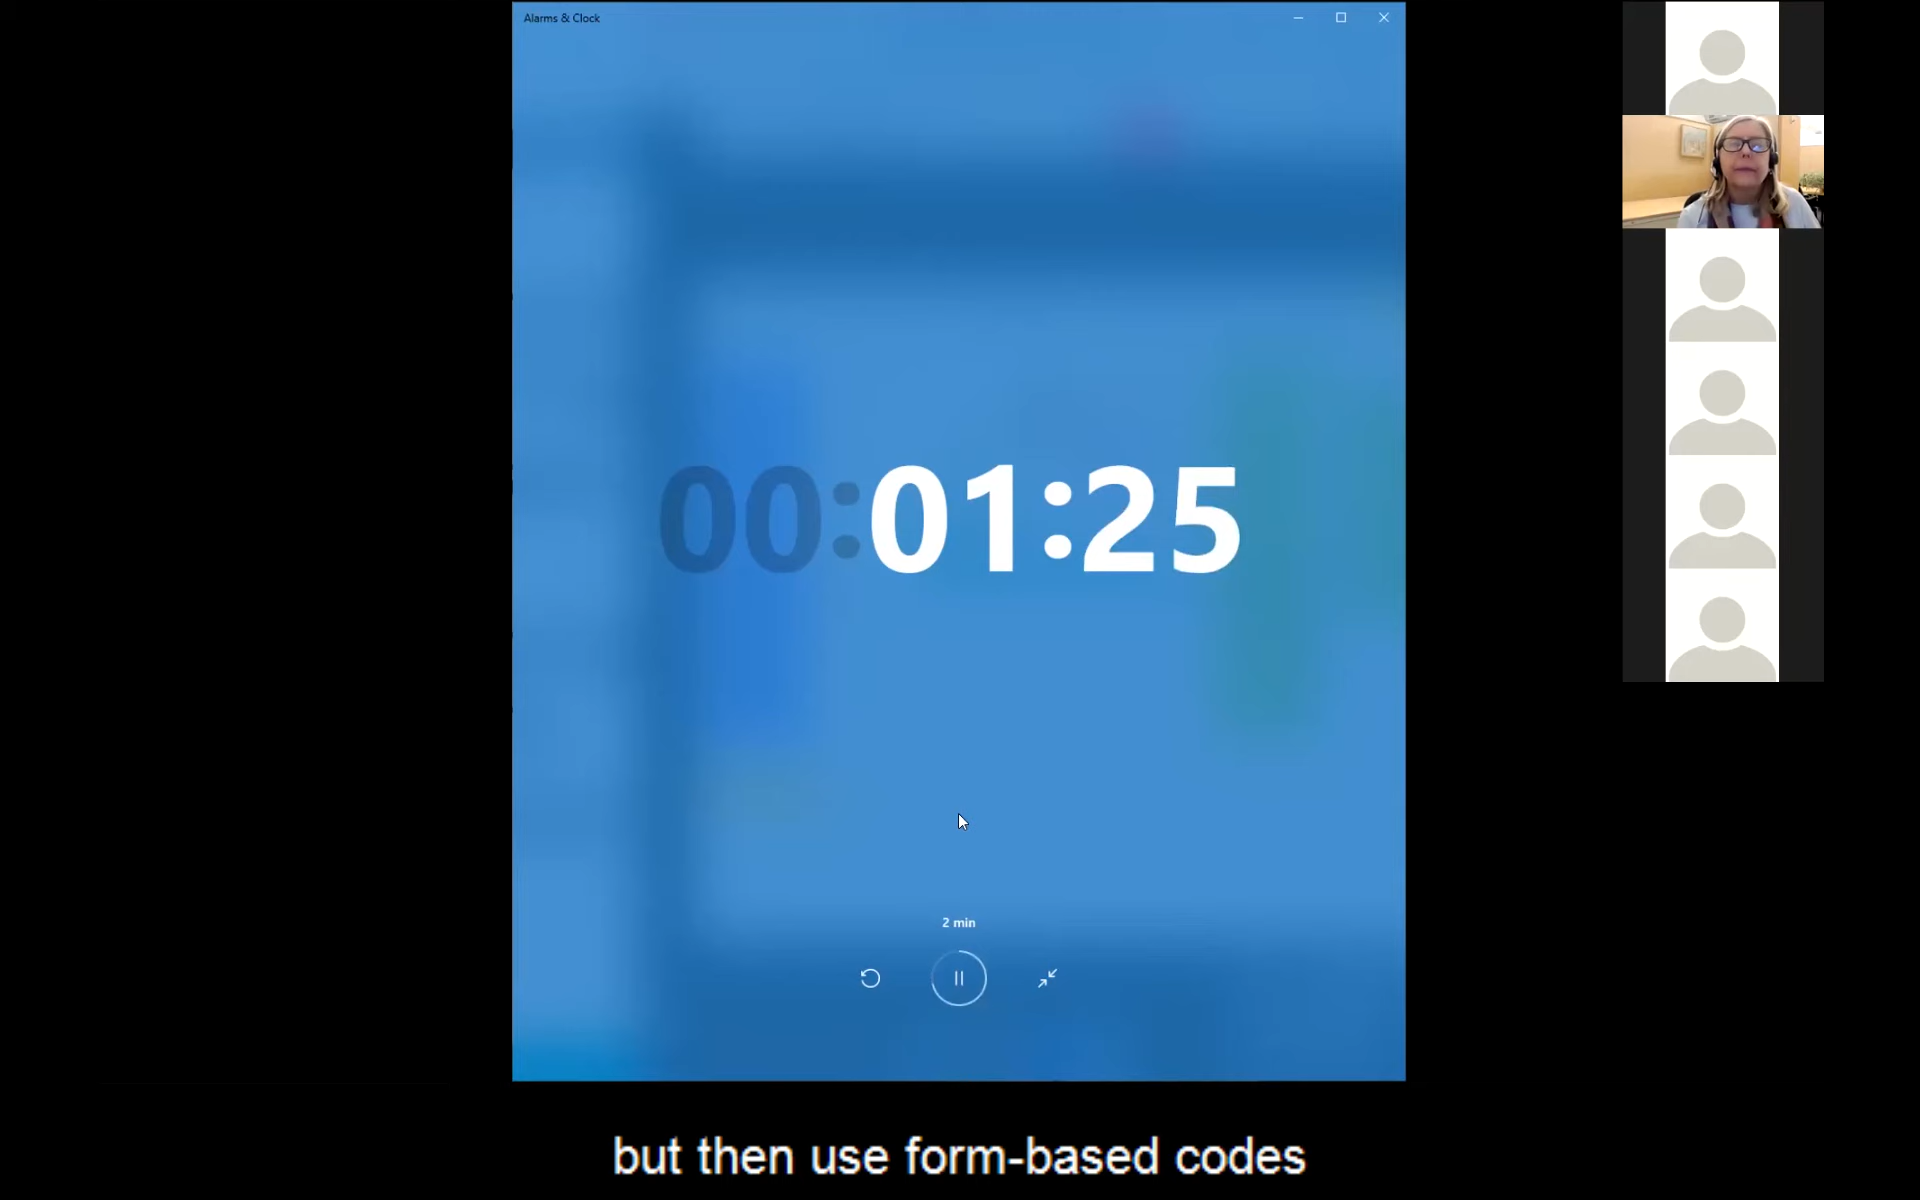 Alarms & Clock
00:01:25
2 min
but then use form-based codes